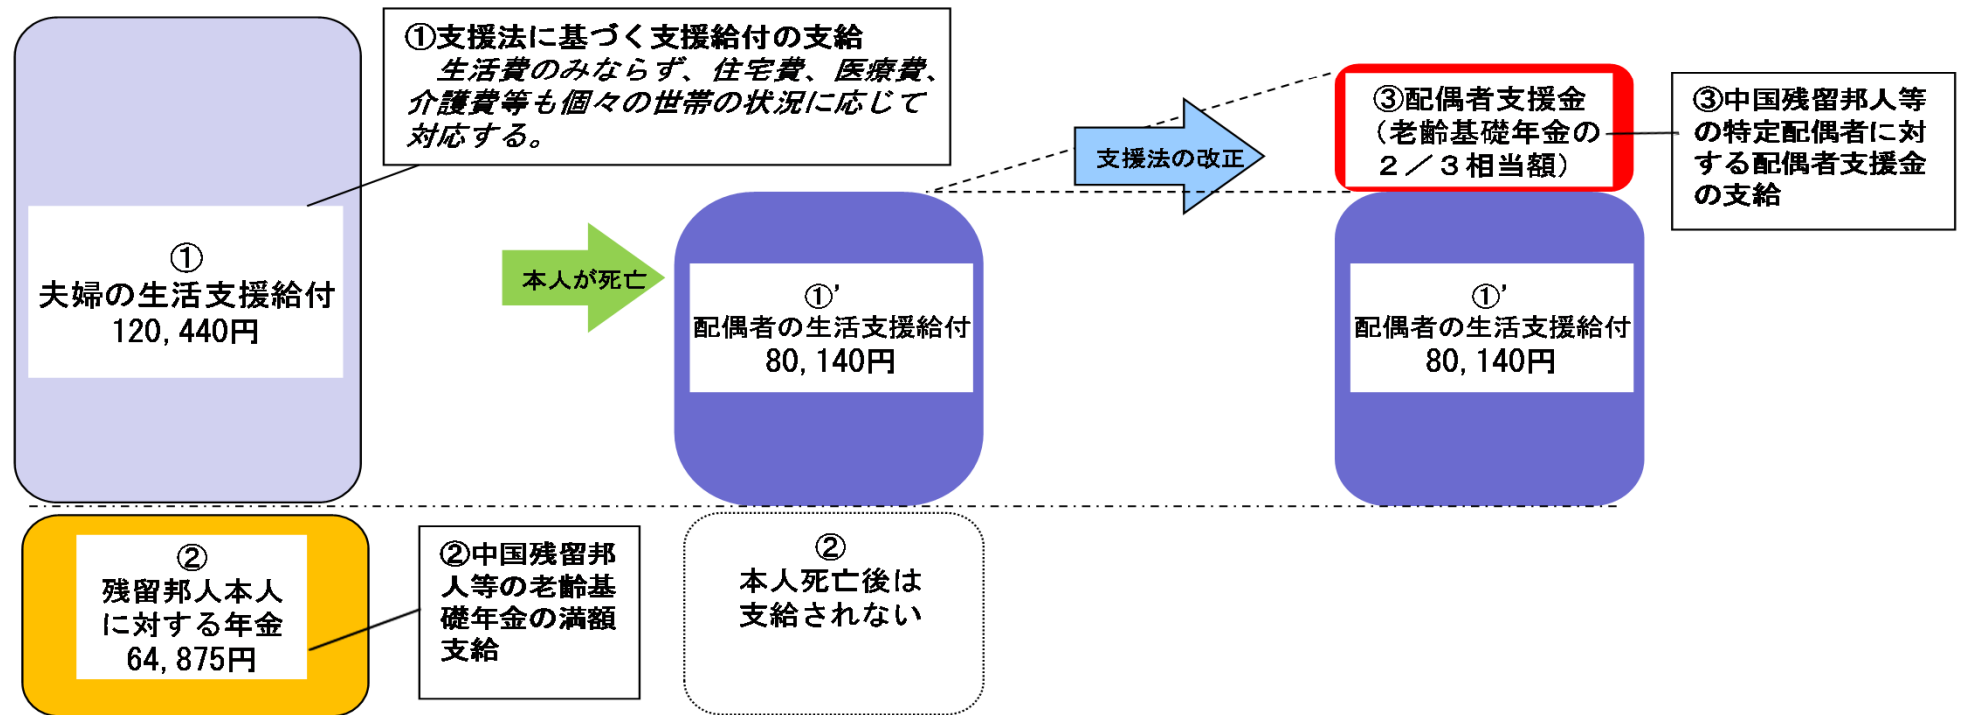 ①支援法に基づく支援給付の支給
生活費のみならず、住宅費、医療費、
介護費等も個々の世帯の状況に応じて
対応する。
①
夫婦の生活支援給付
120,440円
本人が死亡
①’
配偶者の生活支援給付
80,140円
支援法の改正
③配偶者支援金
（老齢基礎年金の
２／３相当額）
③中国残留邦人等
の特定配偶者に対
する配偶者支援金
の支給
①’
配偶者の生活支援給付
80,140円
②
残留邦人本人
に対する年金
64,875円
②中国残留邦
人等の老齢基
礎年金の満額
支給
②
本人死亡後は
支給されない